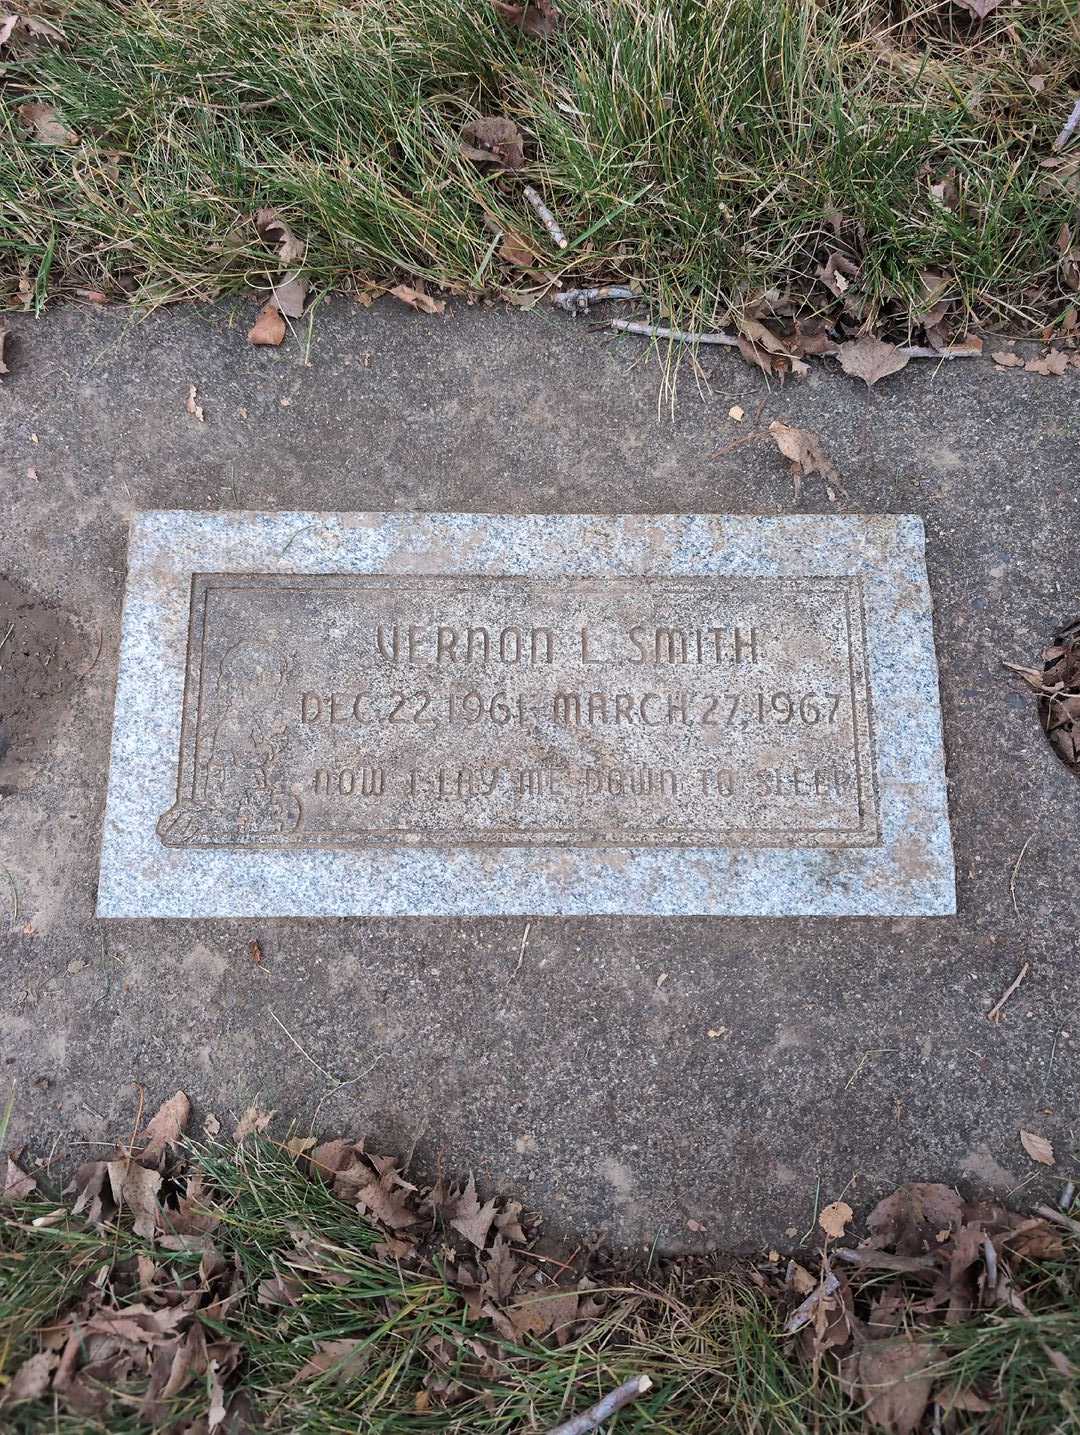 VERNON L. SMITH
DEC. 22, 1961 - MARCH, 27, 1967
NOW I LAY ME DOWN TO SLEEP